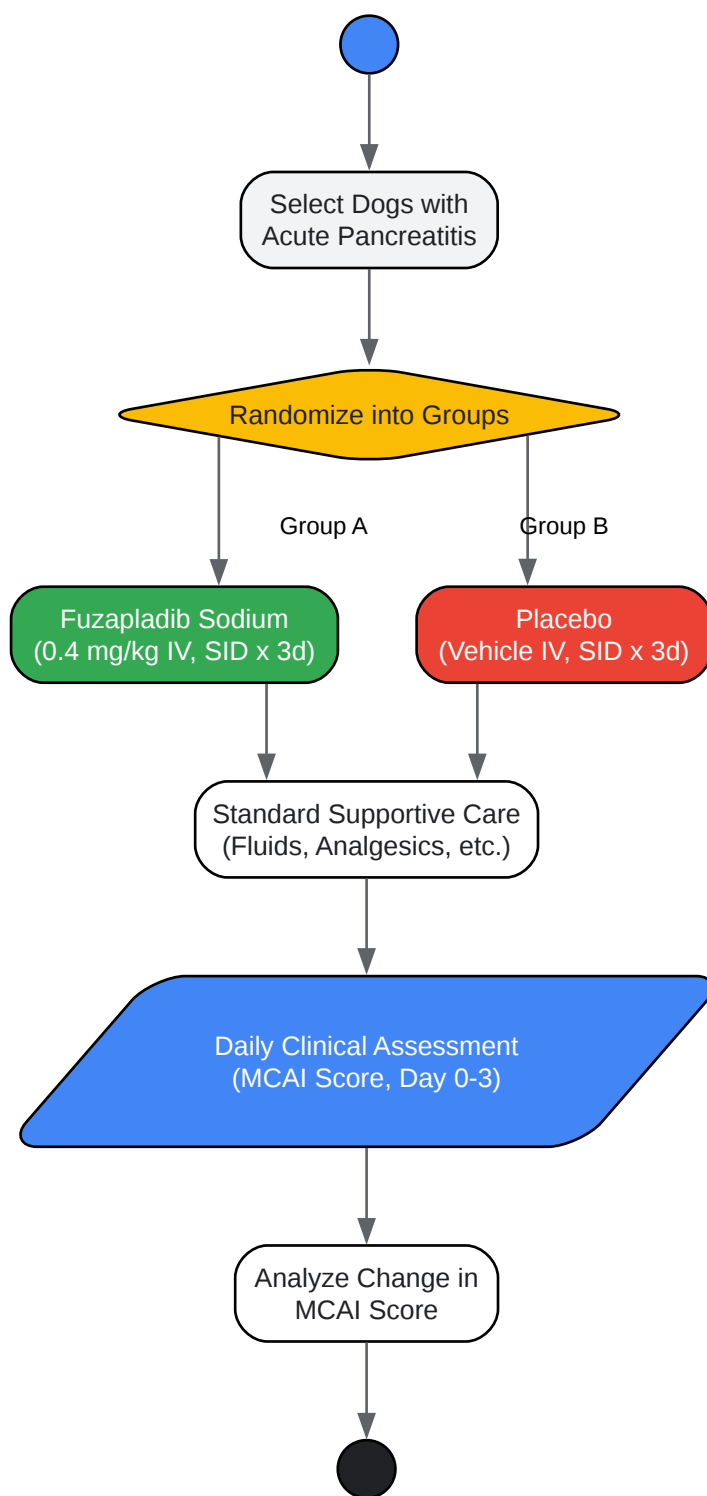 Select Dogs with
Acute Pancreatitis
Randomize into Groups
Group A
Group B
Fuzapladib Sodium
(0.4 mg/kg IV, SID x 3d)
Placebo
(Vehicle IV, SID x 3d)
Standard Supportive Care
(Fluids, Analgesics, etc.)
Daily Clinical Assessment
(MCAI Score, Day 0-3)
Analyze Change in
MCAI Score